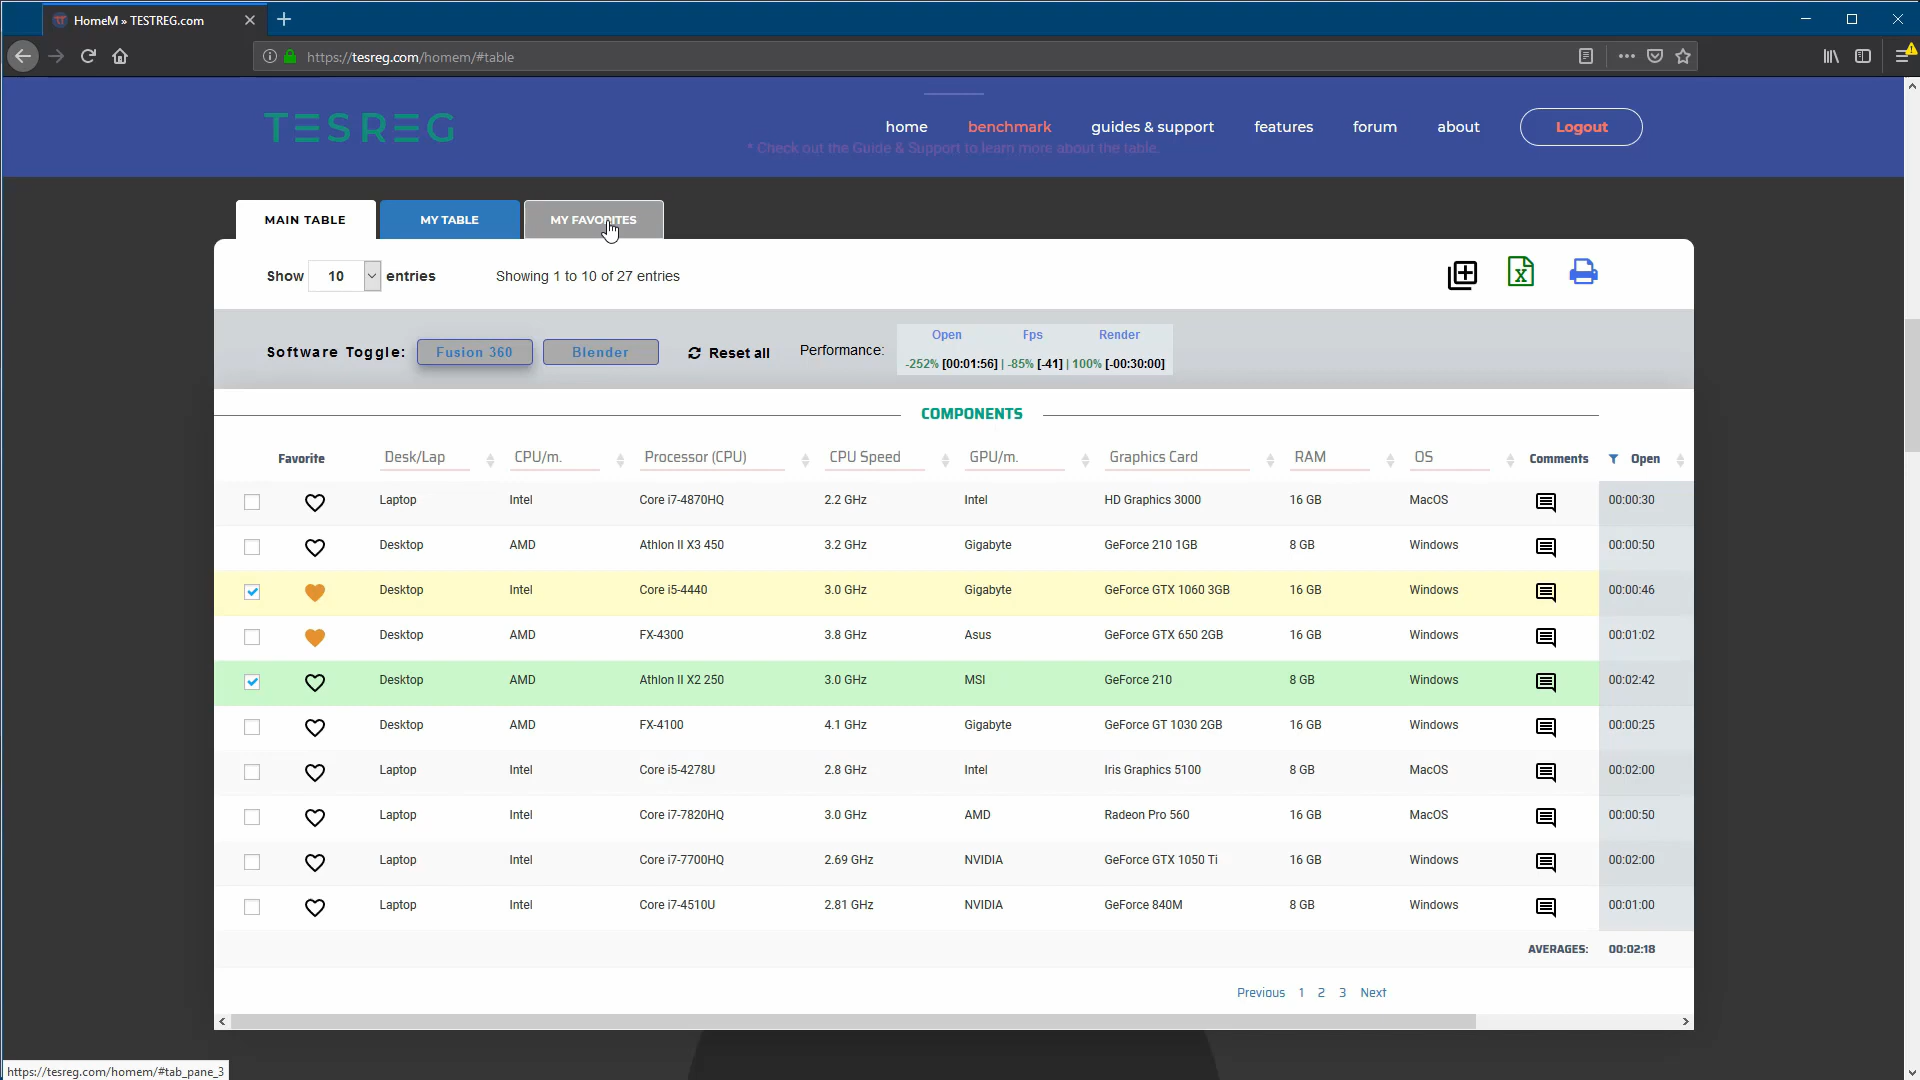 HomeM » TESTREG.com
https://tesreg.com/homem/#table
TESREG
home benchmark guides & support features forum about Logout
* Check out the Guide & Support to learn more about the table.
MAIN TABLE MY TABLE MY FAVORITES
Show 10 entries Showing 1 to 10 of 27 entries
Software Toggle: Fusion 360 Blender Reset all Performance:
Open Fps Render
-252% [00:01:56] | -85% [-41] | 100% [-00:30:00]
COMPONENTS
Favorite Desk/Lap CPU/m. Processor (CPU) CPU Speed GPU/m. Graphics Card RAM OS Comments Open
Laptop Intel Core i7-4870HQ 2.2 GHz Intel HD Graphics 3000 16 GB MacOS 00:00:30
Desktop AMD Athlon II X3 450 3.2 GHz Gigabyte GeForce 210 1GB 8 GB Windows 00:00:50
Desktop Intel Core i5-4440 3.0 GHz Gigabyte GeForce GTX 1060 3GB 16 GB Windows 00:00:46
Desktop AMD FX-4300 3.8 GHz Asus GeForce GTX 650 2GB 16 GB Windows 00:01:02
Desktop AMD Athlon II X2 250 3.0 GHz MSI GeForce 210 8 GB Windows 00:02:42
Desktop AMD FX-4100 4.1 GHz Gigabyte GeForce GT 1030 2GB 16 GB Windows 00:00:25
Laptop Intel Core i5-4278U 2.8 GHz Intel Iris Graphics 5100 8 GB MacOS 00:02:00
Laptop Intel Core i7-7820HQ 3.0 GHz AMD Radeon Pro 560 16 GB MacOS 00:00:50
Laptop Intel Core i7-7700HQ 2.69 GHz NVIDIA GeForce GTX 1050 Ti 16 GB Windows 00:02:00
Laptop Intel Core i7-4510U 2.81 GHz NVIDIA GeForce 840M 8 GB Windows 00:01:00
AVERAGES: 00:02:18
Previous 1 2 3 Next
https://tesreg.com/homem/#tab_pane_3